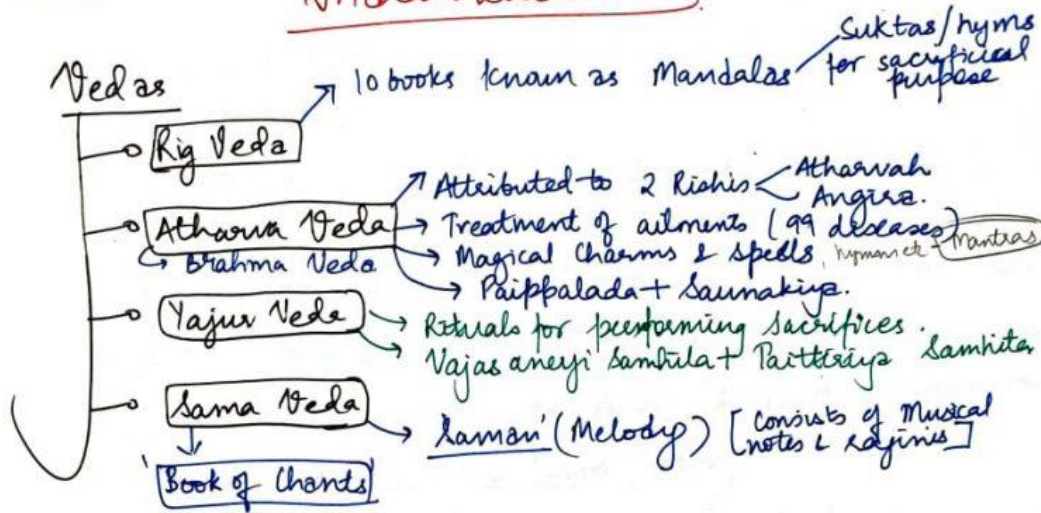 Vedas
Rig Veda
10 books known as Mandalas
Suktas/hyms
for sacrificial
purpose
Atharva Veda
Brahma Veda
Attributed to 2 Rishis
Atharvah
Angira.
Treatment of ailments (99 diseases)
Magical Charms & spells, Mantras
Paippalada + Saunakiya.
Yajur Veda
Rituals for performing sacrifices.
Vajasaneyi Samhita + Taittiriya Samhita
Sama Veda
'Saman' (Melody) [Consists of Musical
notes & raginis]
'Book of Chants'